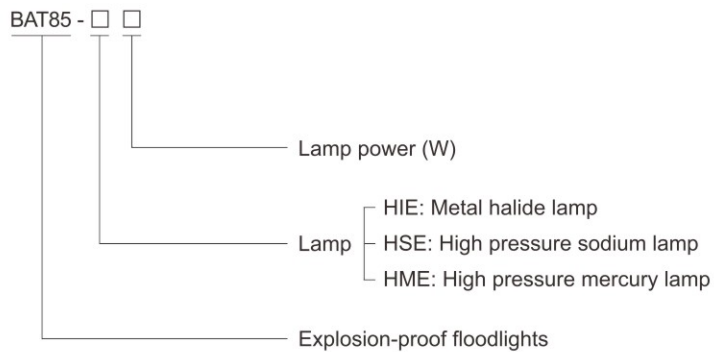 BAT85 - □ □
Lamp power (W)
HIE: Metal halide lamp
Lamp
HSE: High pressure sodium lamp
HME: High pressure mercury lamp
Explosion-proof floodlights